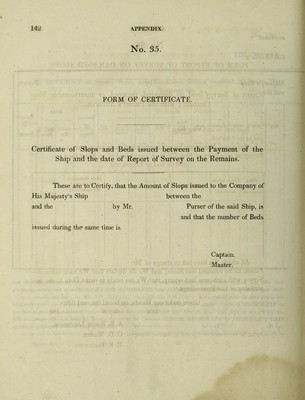 142 APPENDIX.
No. 35.
FORM OF CERTIFICATE.
Certificate of Slops and Beds issued between the Payment of the
Ship and the date of Report of Survey on the Remains.
These are to Certify, that the Amount of Slops issued to the Company of
His Majesty's Ship between the
and the by Mr. Purser of the said Ship, is
and that the number of Beds
issued during the same time is
Captain.
Master.